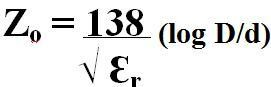 Zₒ = 138/√εᵣ (log D/d)